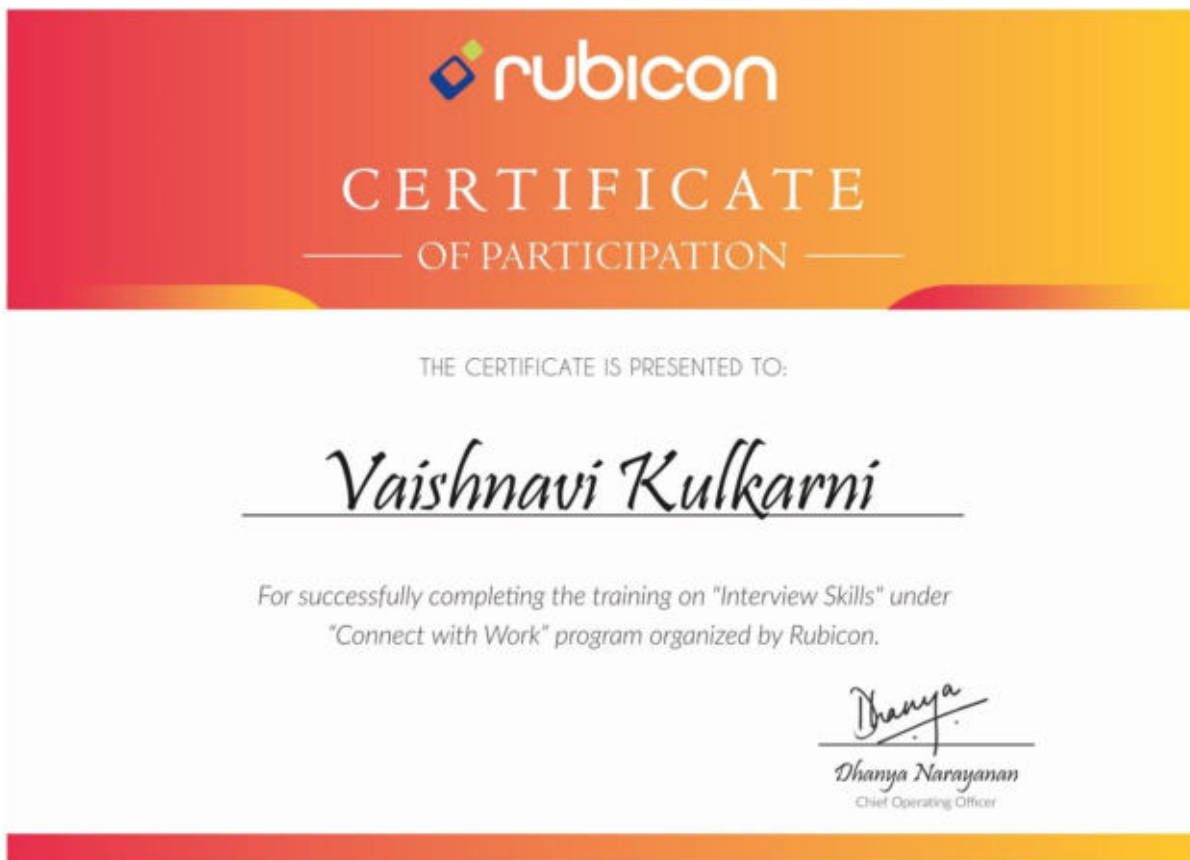 rubicon
CERTIFICATE
OF PARTICIPATION
THE CERTIFICATE IS PRESENTED TO:
Vaishnavi Kulkarni
For successfully completing the training on "Interview Skills" under
"Connect with Work" program organized by Rubicon.
Dhanya
Dhanya Narayanan
Chief Operating Officer